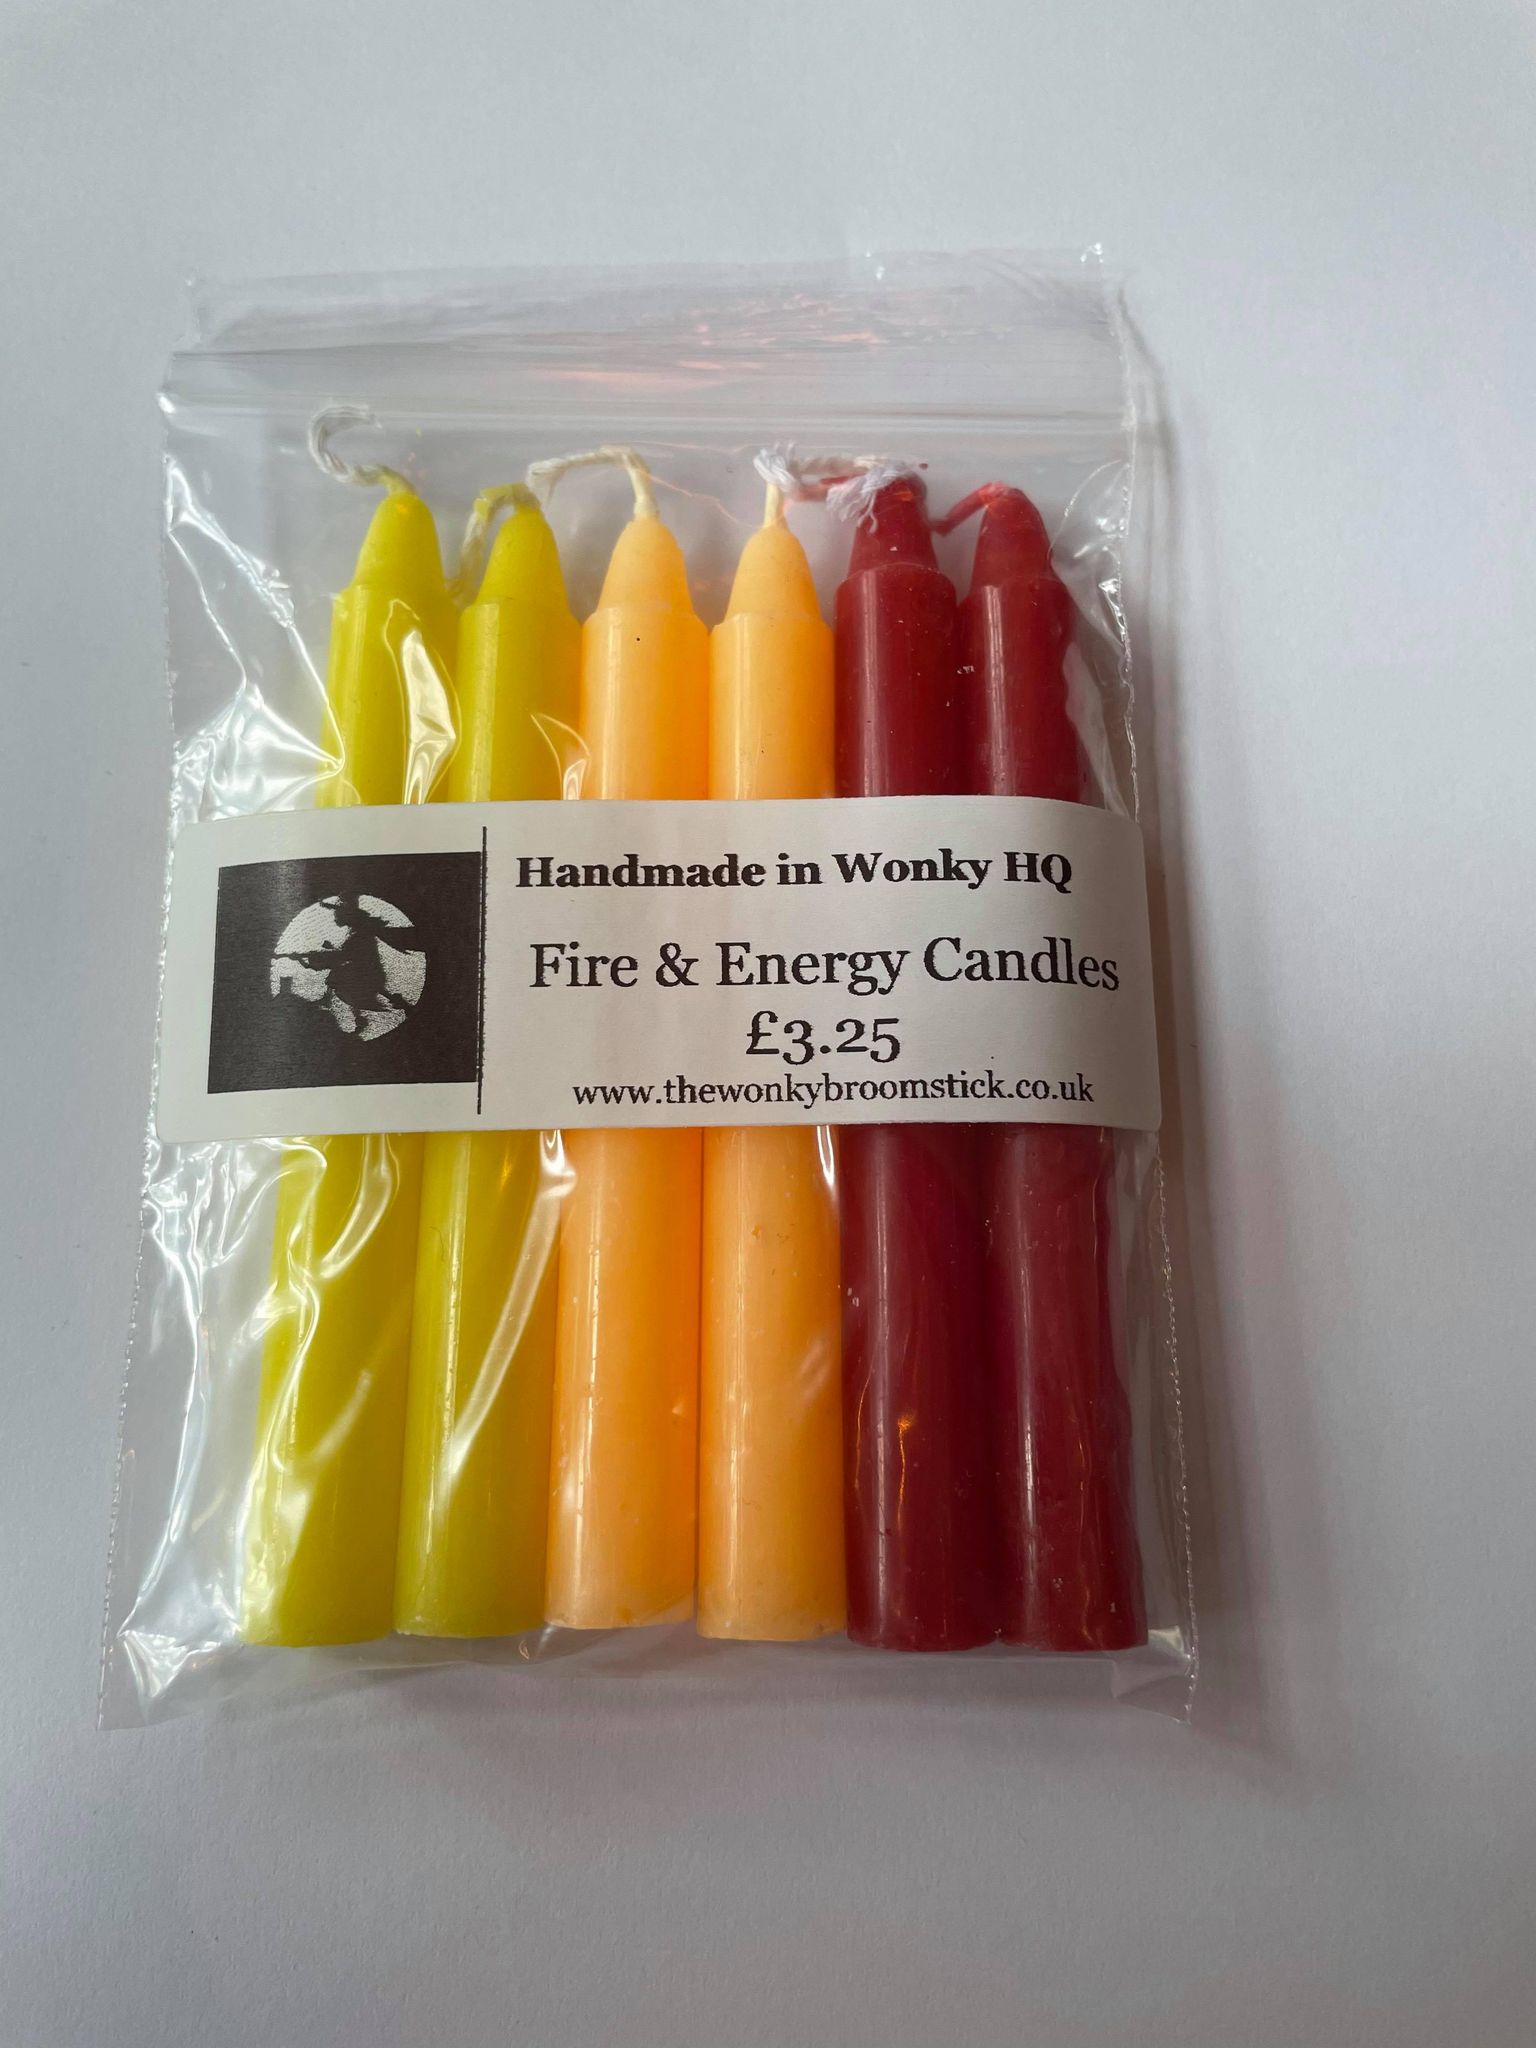 Handmade in Wonky HQ
Fire & Energy Candles
£3.25
www.thewonkybroomstick.co.uk